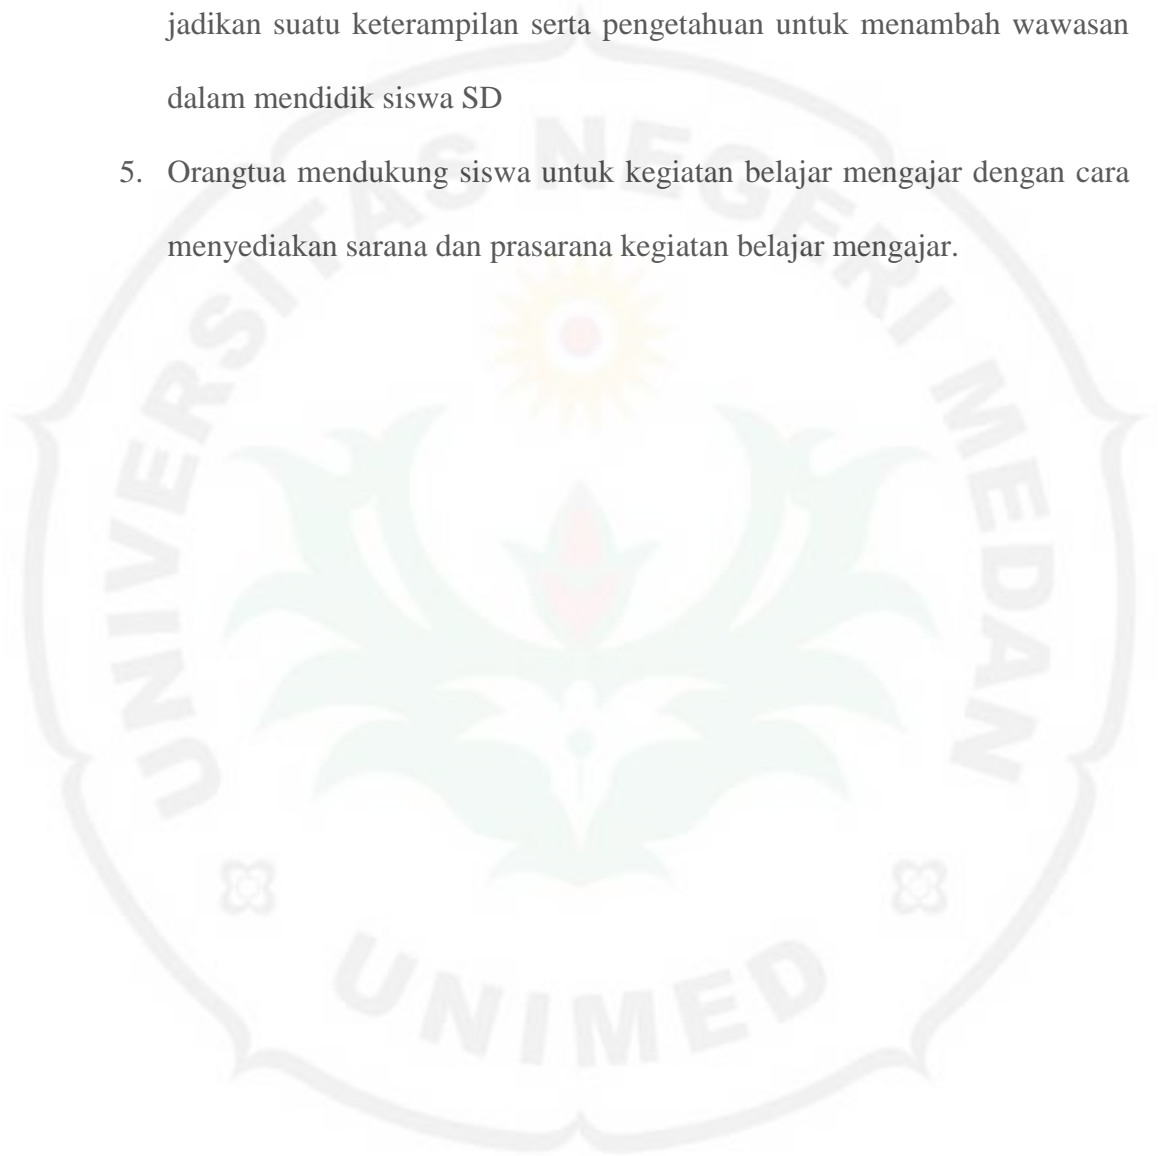 jadikan suatu keterampilan serta pengetahuan untuk menambah wawasan
dalam mendidik siswa SD
5. Orangtua mendukung siswa untuk kegiatan belajar mengajar dengan cara
menyediakan sarana dan prasarana kegiatan belajar mengajar.
UNIVERSITAS NEGERI MEDAN
UNIMED